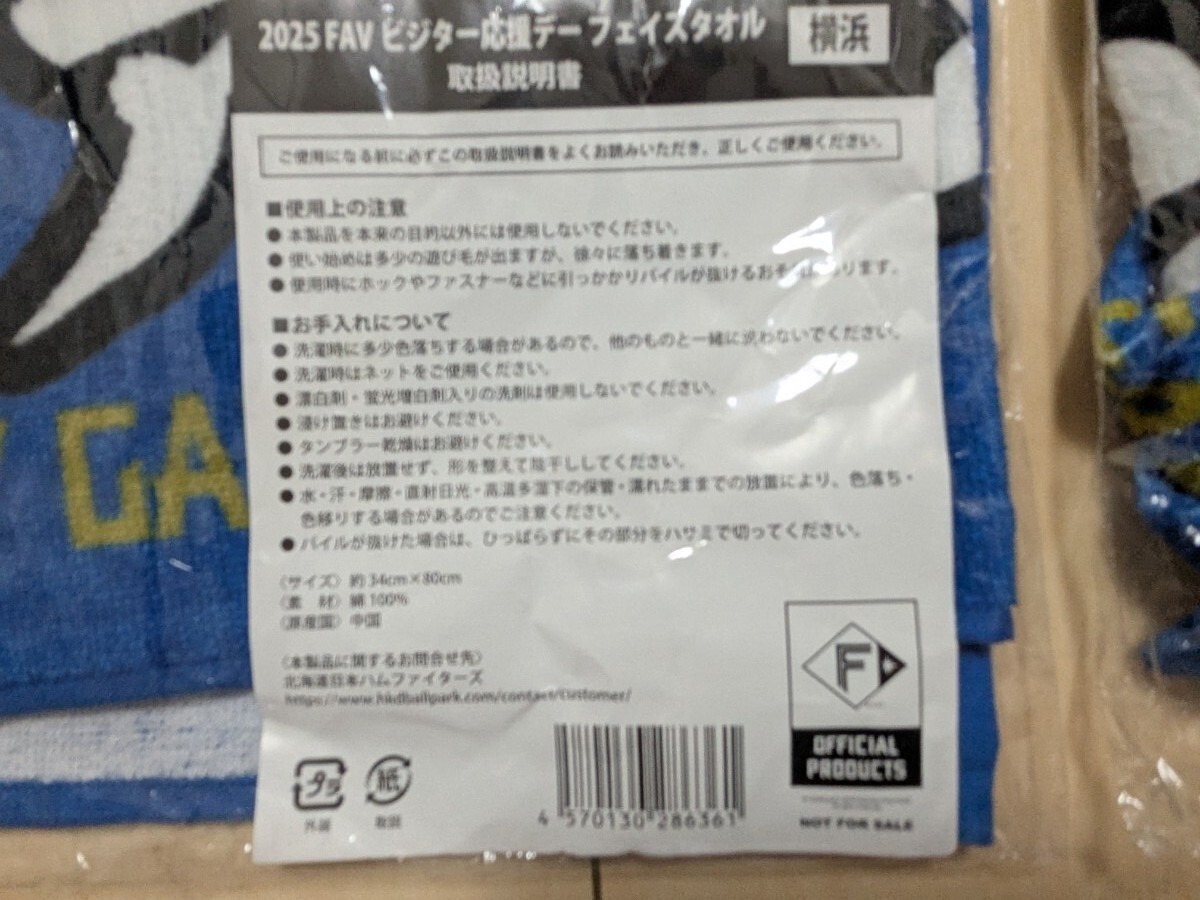 2025 FAV ビジター応援デー フェイスタオル
横浜
取扱説明書
ご使用になる前に必ずこの取扱説明書をよくお読みいただき、正しくご使用ください。
■使用上の注意
● 本製品を本来の目的以外には使用しないでください。
● 使い始めは多少の遊び毛が出ますが、徐々に落ち着きます。
● 使用時にホックやファスナーなどに引っかかりパイルが抜けるおそれがあります。
■お手入れについて
● 洗濯時に多少色落ちする場合があるので、他のものと一緒に洗わないでください。
● 洗濯時はネットをご使用ください。
● 漂白剤・蛍光増白剤入りの洗剤は使用しないでください。
● 浸け置きはお避けください。
● タンブラー乾燥はお避けください。
● 洗濯後は放置せず、形を整えて陰干ししてください。
● 水・汗・摩擦・直射日光・高温多湿下の保管・濡れたままでの放置により、色落ち・
色移りする場合があるのでご注意ください。
● パイルが抜けた場合は、ひっぱらずにその部分をハサミで切ってください。
〈サイズ〉 約 34cm×80cm
〈素 材〉 綿 100%
〈原産国〉 中国
〈本製品に関するお問合せ先〉
北海道日本ハムファイターズ
https://www.hkdballpark.com/contact/customer/
プラ
外装
紙
取説
4 570130 286361
F
OFFICIAL
PRODUCTS
NOT FOR SALE
GA